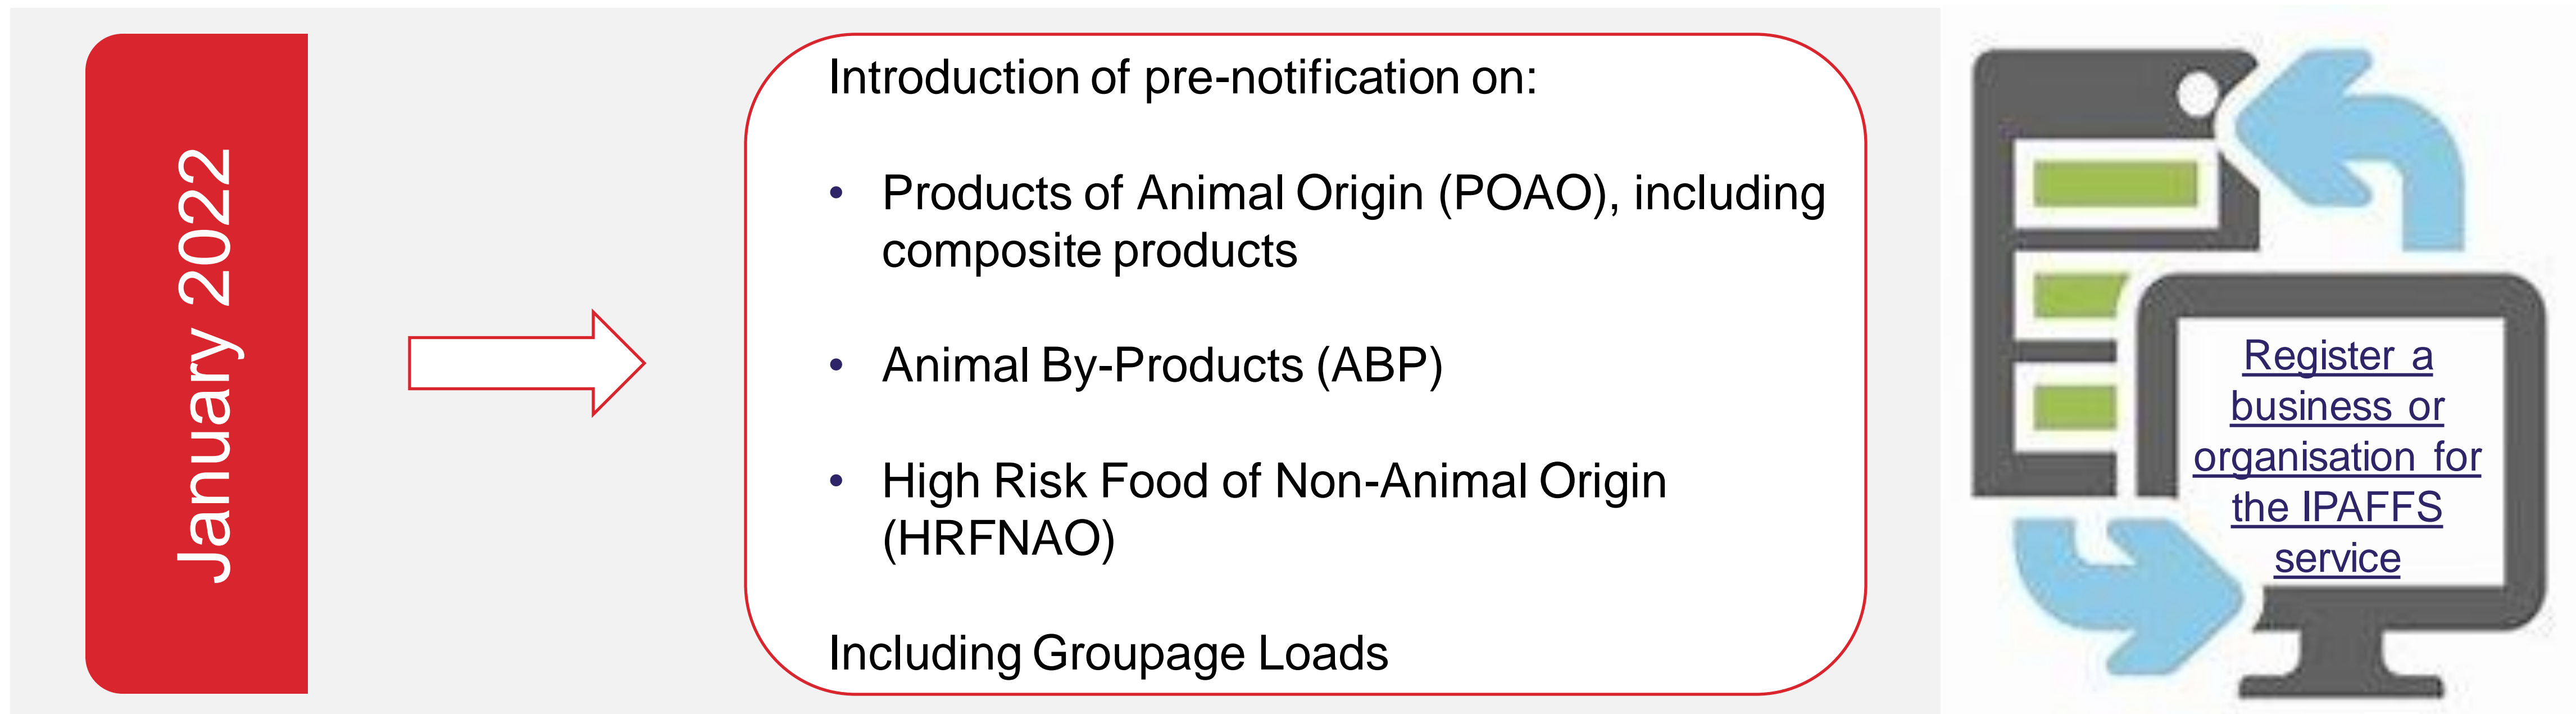 January 2022
Introduction of pre-notification on:
• Products of Animal Origin (POAO), including
composite products
• Animal By-Products (ABP)
• High Risk Food of Non-Animal Origin
(HRFNAO)
Including Groupage Loads
Register a
business or
organisation for
the IPAFFS
service